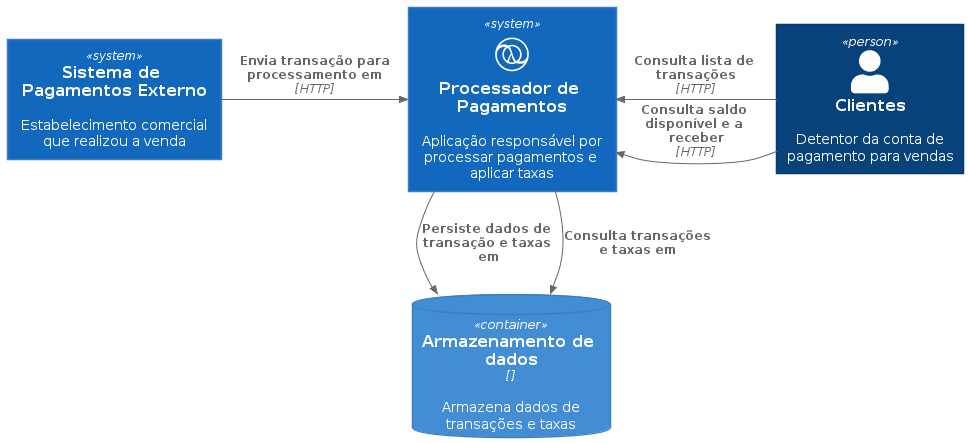 «system»
Sistema de
Pagamentos Externo
Estabelecimento comercial
que realizou a venda
Envia transação para
processamento em
[HTTP]
«system»
Processador de
Pagamentos
Aplicação responsável por
processar pagamentos e
aplicar taxas
Consulta lista de
transações
[HTTP]
Consulta saldo
disponível e a
receber
[HTTP]
«person»
Clientes
Detentor da conta de
pagamento para vendas
Persiste dados de
transação e taxas
em
Consulta transações
e taxas em
«container»
Armazenamento de
dados
[]
Armazena dados de
transações e taxas